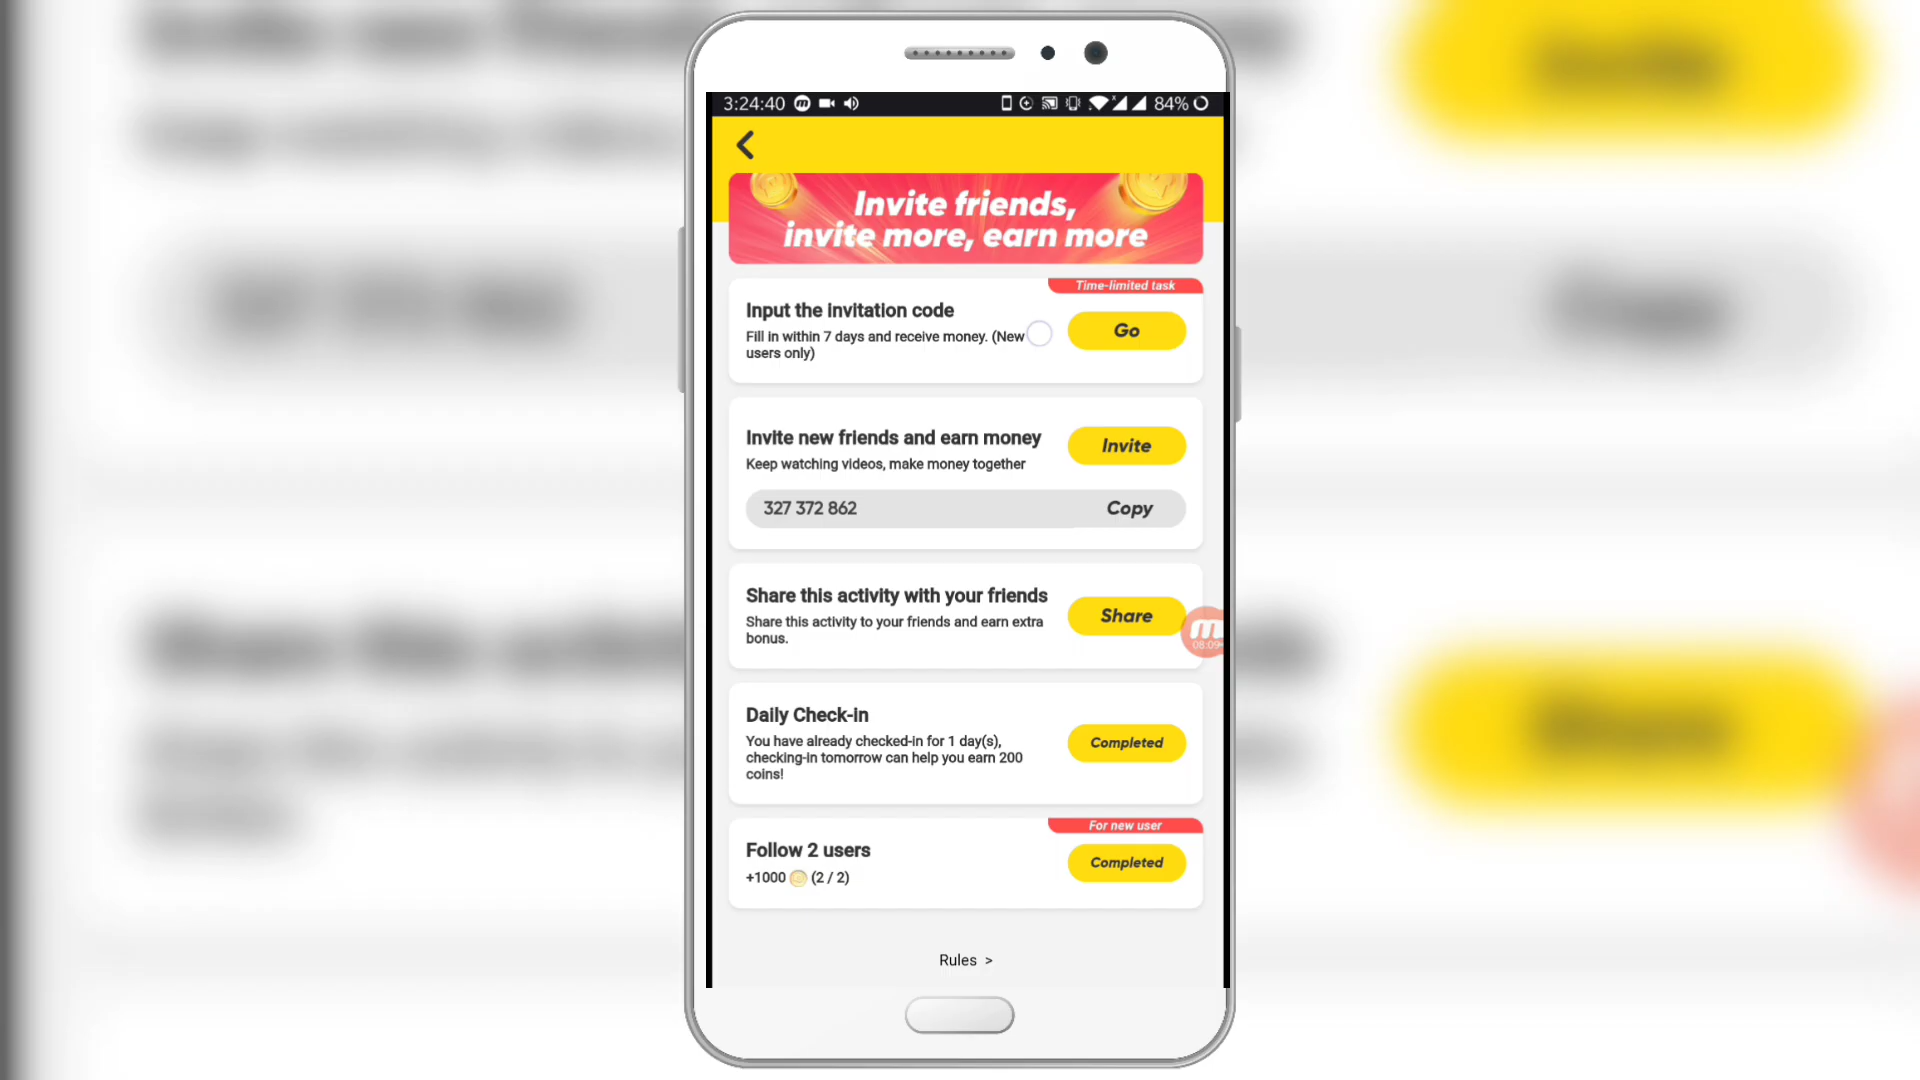 3:24:40
84%
Invite friends,
invite more, earn more
Time-limited task
Input the invitation code
Fill in within 7 days and receive money. (New
users only)
Go
Invite new friends and earn money
Keep watching videos, make money together
Invite
327 372 862
Copy
Share this activity with your friends
Share this activity to your friends and earn extra
bonus.
Share
08:09
Daily Check-in
You have already checked-in for 1 day(s),
checking-in tomorrow can help you earn 200
coins!
Completed
For new user
Follow 2 users
+1000 (2 / 2)
Completed
Rules >